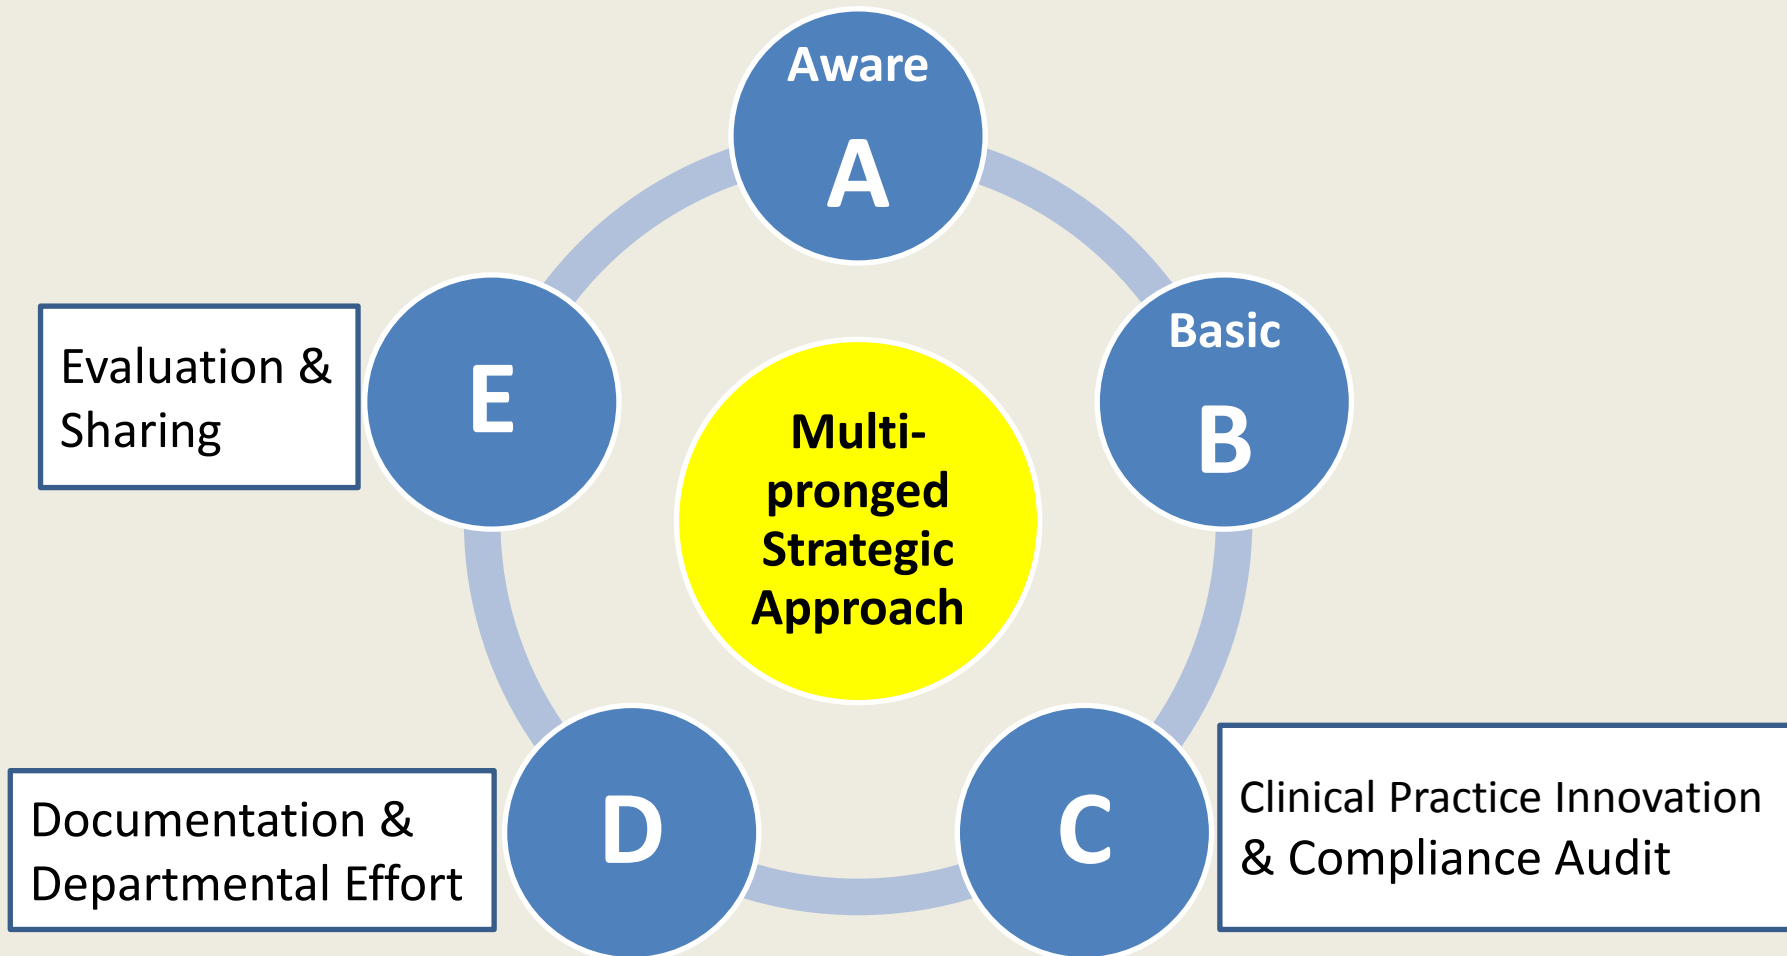 Aware
A
Basic
B
Evaluation &
Sharing
E
Multi-
pronged
Strategic
Approach
Documentation &
Departmental Effort
D
C
Clinical Practice Innovation
& Compliance Audit